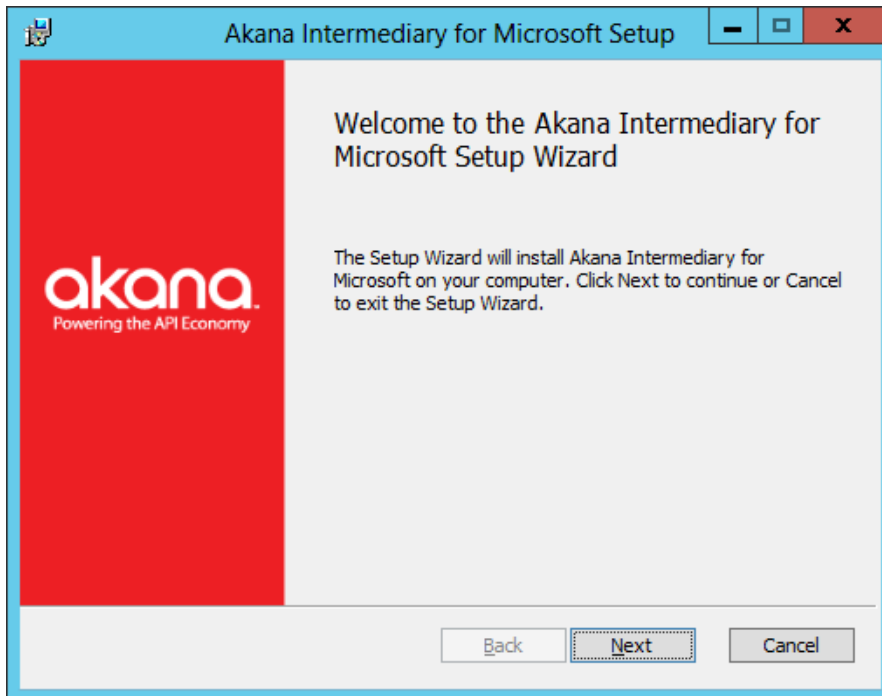 Akana Intermediary for Microsoft Setup
Welcome to the Akana Intermediary for
Microsoft Setup Wizard
The Setup Wizard will install Akana Intermediary for
Microsoft on your computer. Click Next to continue or Cancel
to exit the Setup Wizard.
akana
Powering the API Economy
Back Next Cancel